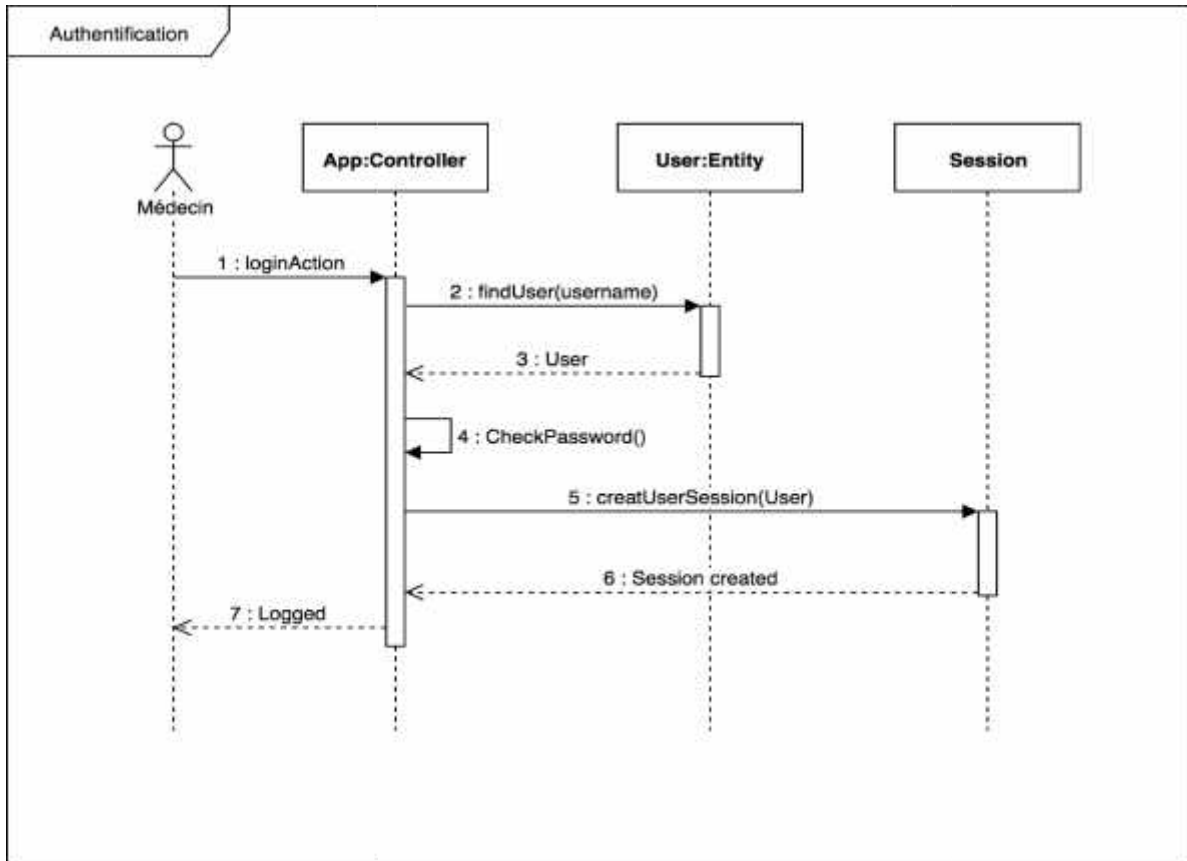 Authentification
App:Controller
User:Entity
Session
Médecin
1 : loginAction
2 : findUser(username)
3 : User
4 : CheckPassword()
5 : creatUserSession(User)
6 : Session created
7 : Logged